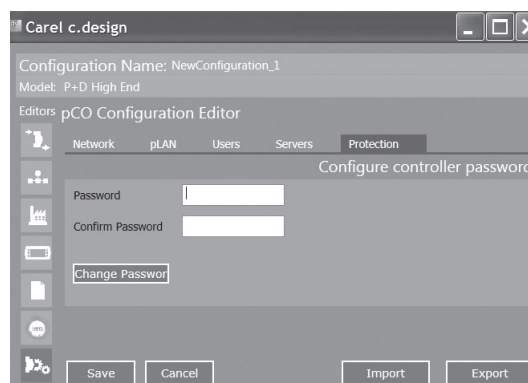 Carel c.design
Configuration Name: NewConfiguration_1
Model: P+D High End
Editors pCO Configuration Editor
Network pLAN Users Servers Protection
Configure controller password
Password
Confirm Password
Change Passwor
Save Cancel Import Export